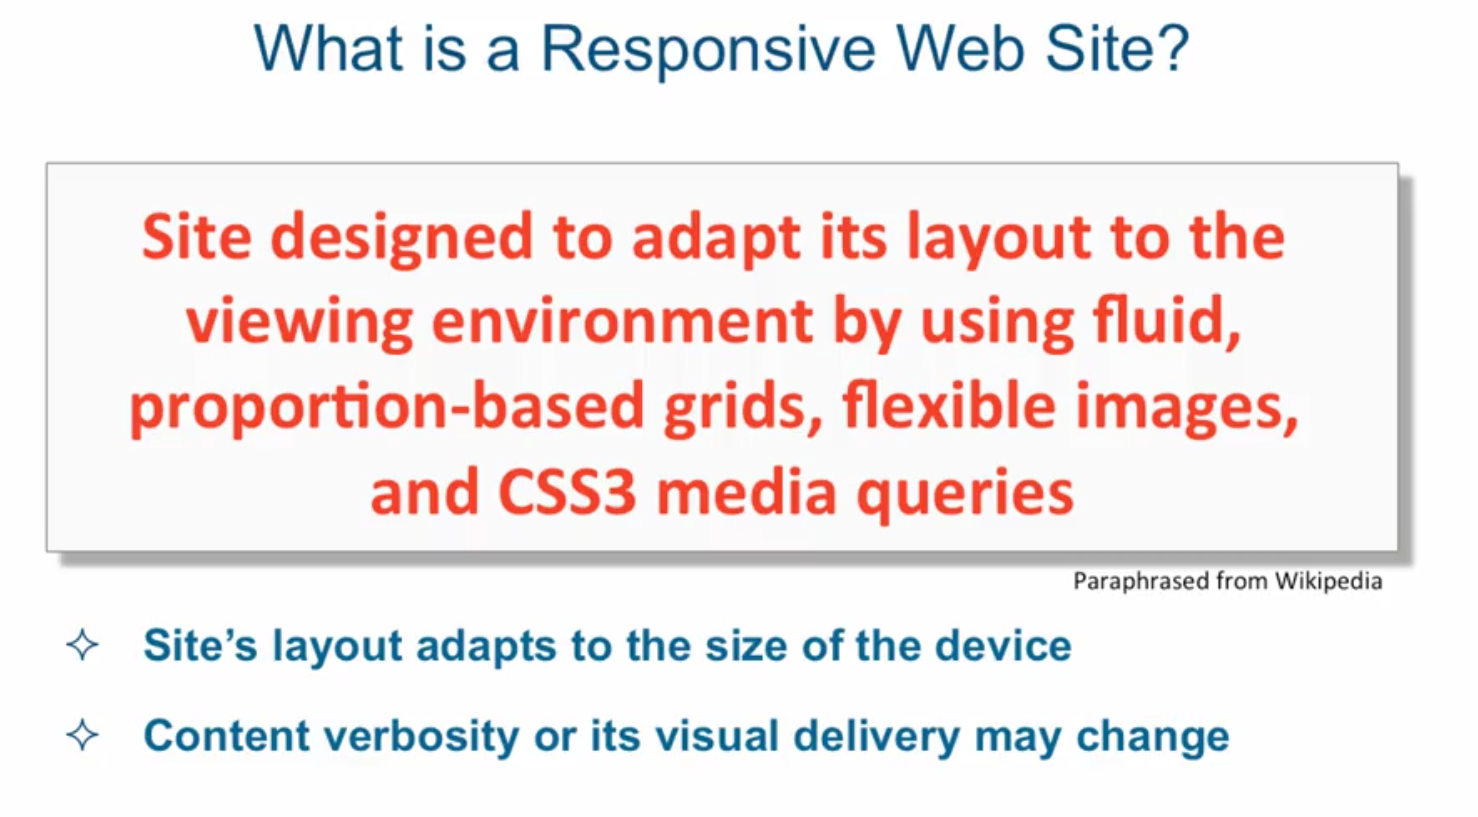 What is a Responsive Web Site?
Site designed to adapt its layout to the
viewing environment by using fluid,
proportion-based grids, flexible images,
and CSS3 media queries
Paraphrased from Wikipedia
Site’s layout adapts to the size of the device
Content verbosity or its visual delivery may change